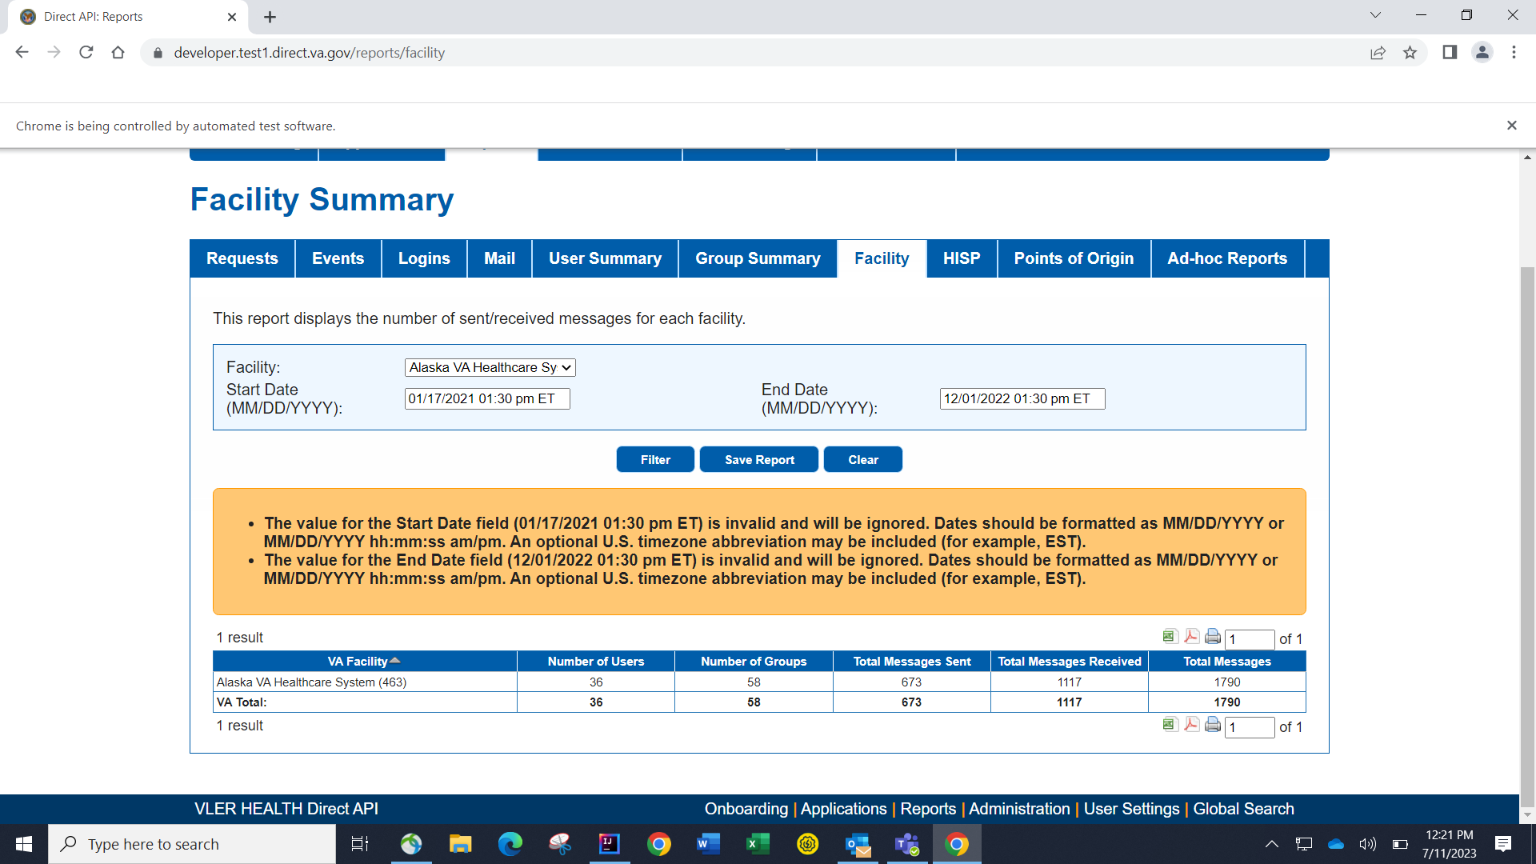 Direct API: Reports
developer.test1.direct.va.gov/reports/facility
Chrome is being controlled by automated test software.
Facility Summary
Requests Events Logins Mail User Summary Group Summary Facility HISP Points of Origin Ad-hoc Reports
This report displays the number of sent/received messages for each facility.
Facility: Alaska VA Healthcare Sy
Start Date
(MM/DD/YYYY): 01/17/2021 01:30 pm ET
End Date
(MM/DD/YYYY): 12/01/2022 01:30 pm ET
Filter Save Report Clear
• The value for the Start Date field (01/17/2021 01:30 pm ET) is invalid and will be ignored. Dates should be formatted as MM/DD/YYYY or
MM/DD/YYYY hh:mm:ss am/pm. An optional U.S. timezone abbreviation may be included (for example, EST).
• The value for the End Date field (12/01/2022 01:30 pm ET) is invalid and will be ignored. Dates should be formatted as MM/DD/YYYY or
MM/DD/YYYY hh:mm:ss am/pm. An optional U.S. timezone abbreviation may be included (for example, EST).
1 result 1 of 1
VA Facility Number of Users Number of Groups Total Messages Sent Total Messages Received Total Messages
Alaska VA Healthcare System (463) 36 58 673 1117 1790
VA Total: 36 58 673 1117 1790
1 result 1 of 1
VLER HEALTH Direct API Onboarding | Applications | Reports | Administration | User Settings | Global Search
Type here to search
12:21 PM
7/11/2023